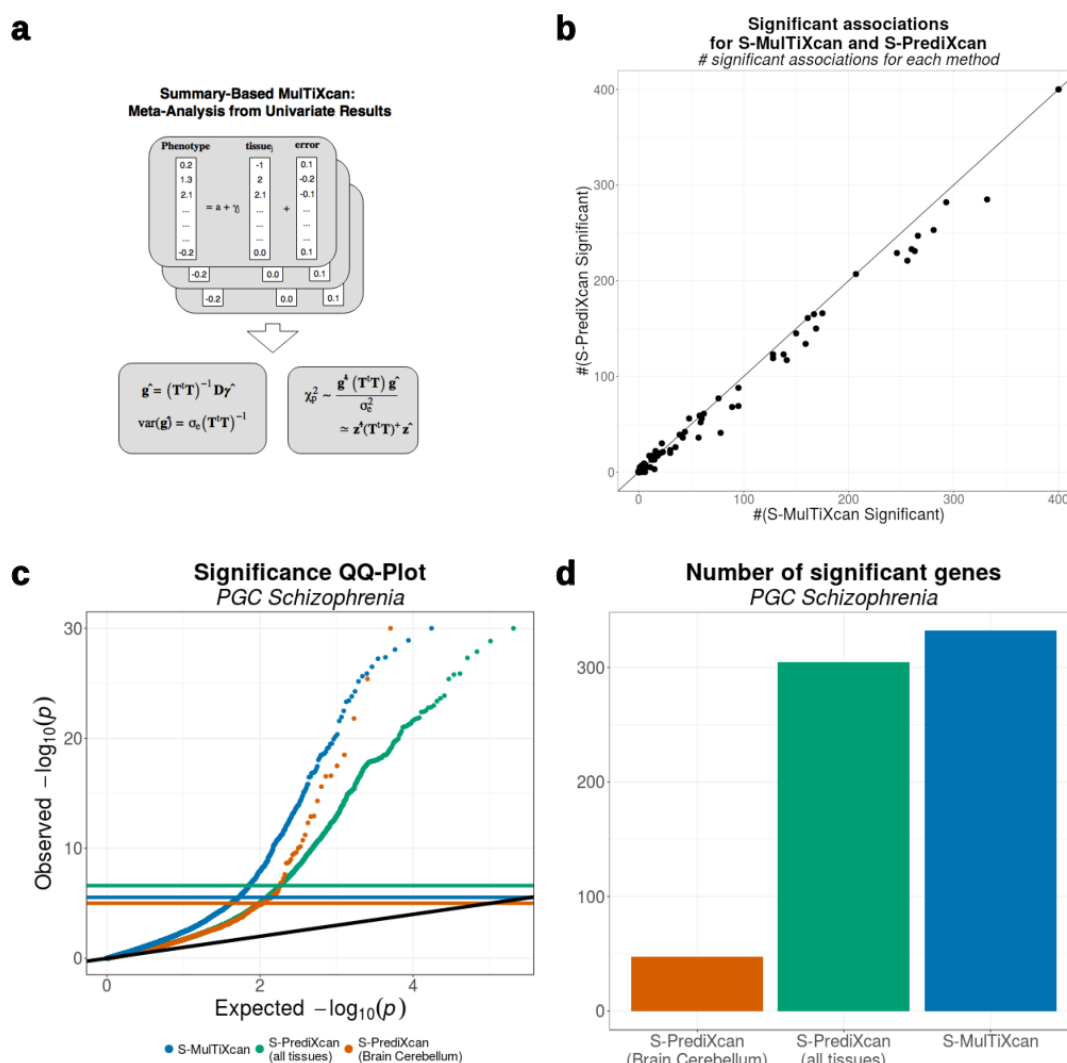 a
Summary-Based MulTiXcan:
Meta-Analysis from Univariate Results
Phenotype tissueⱼ error
0.2 -1 0.1
1.3 2 -0.2
2.1 2.1 -0.1
... ... ...
= a + γⱼ +
... ... ...
... ... ...
-0.2 0.0 0.1
-0.2 0.0 0.1
-0.2 0.0 0.1
ĝ = (TᵗT)⁻¹ Dγ̂
var(ĝ) = σₑ(TᵗT)⁻¹
χₚ² ~ ĝᵗ (TᵗT) ĝ / σₑ²
≃ ẑᵗ(TᵗT)⁺ ẑ
b
Significant associations
for S-MulTiXcan and S-PrediXcan
# significant associations for each method
#(S-PrediXcan Significant)
400
300
200
100
0
0 100 200 300 400
#(S-MulTiXcan Significant)
c
Significance QQ-Plot
PGC Schizophrenia
Observed −log₁₀(p)
30
20
10
0
0 2 4
Expected −log₁₀(p)
S-MulTiXcan S-PrediXcan (all tissues) S-PrediXcan (Brain Cerebellum)
d
Number of significant genes
PGC Schizophrenia
300
200
100
0
S-PrediXcan (Brain Cerebellum) S-PrediXcan (all tissues) S-MulTiXcan